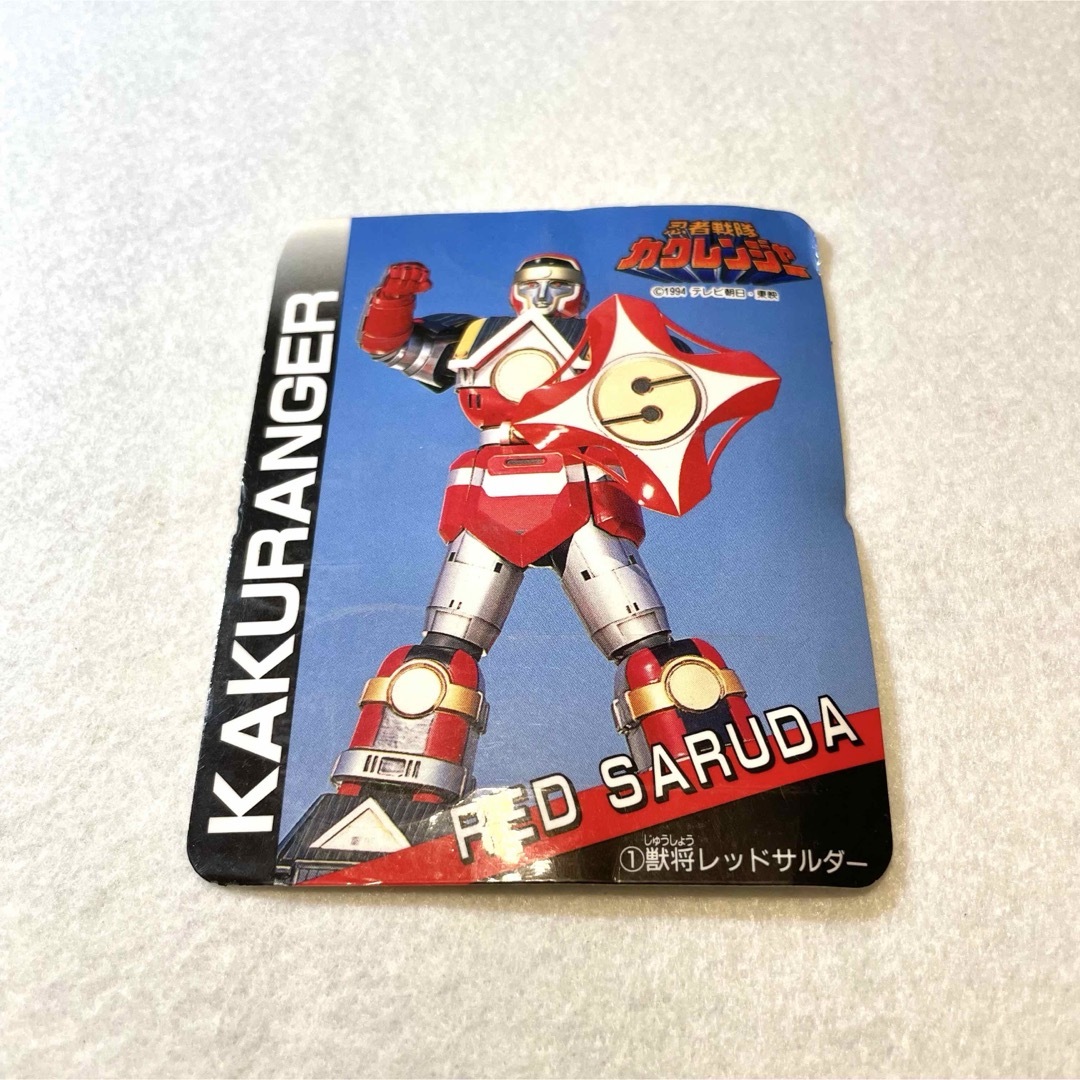 忍者戦隊
カクレンジャー
©1994 テレビ朝日・東映
KAKURANGER
S
RED SARUDA
じゅうしょう
①獣将レッドサルダー